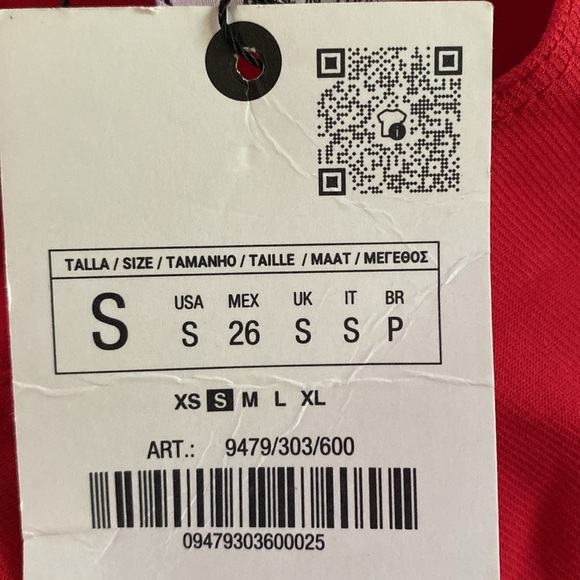 TALLA / SIZE / TAMANHO / TAILLE / MAAT / ΜΕΓΕΘΟΣ
S
USA MEX UK IT BR
S 26 S S P
XS S M L XL
ART.: 9479/303/600
09479303600025